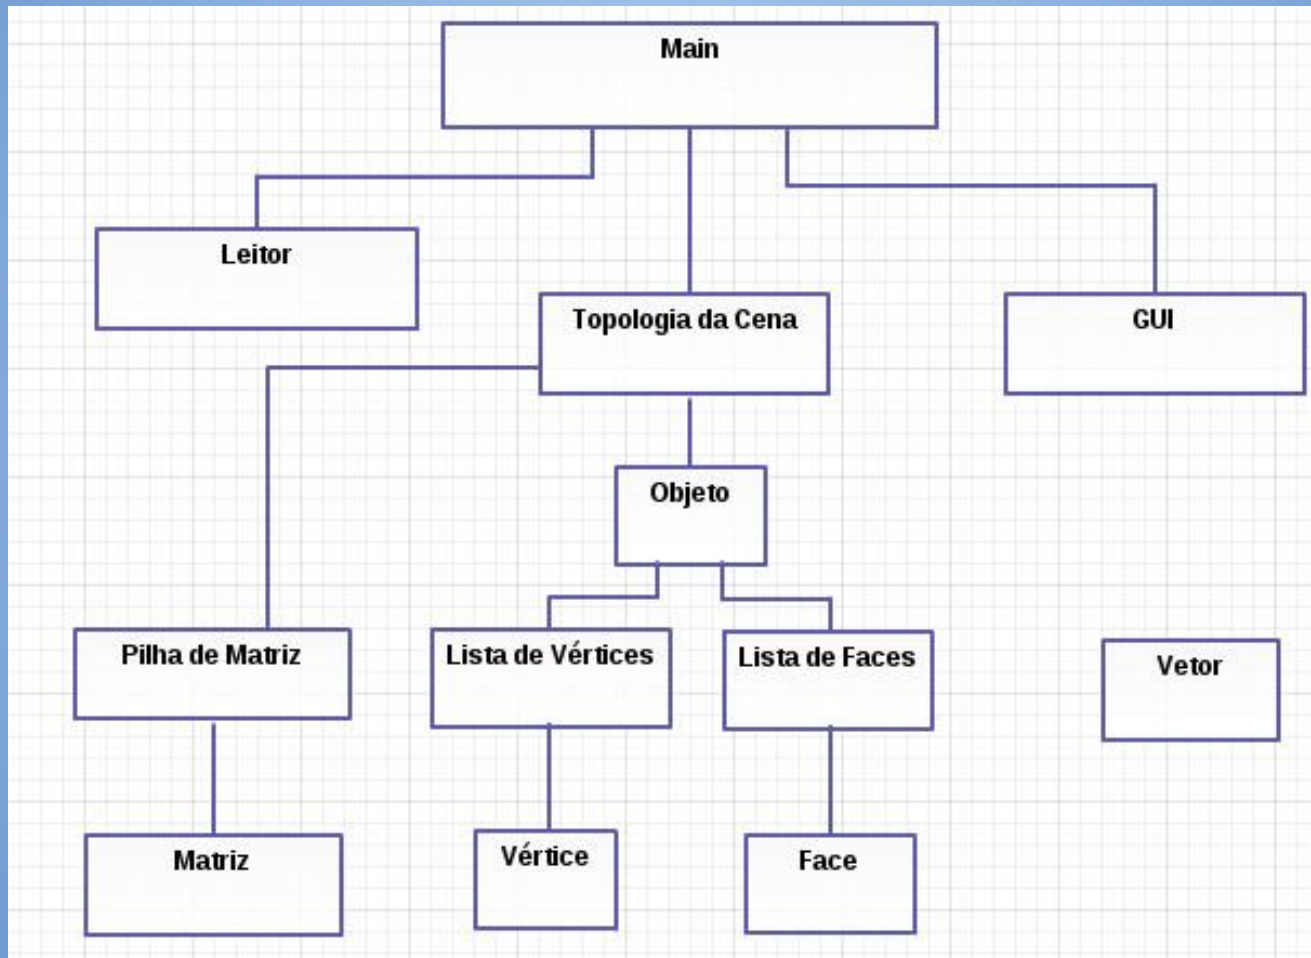 Main
Leitor
Topologia da Cena
GUI
Objeto
Pilha de Matriz
Lista de Vértices
Lista de Faces
Vetor
Matriz
Vértice
Face